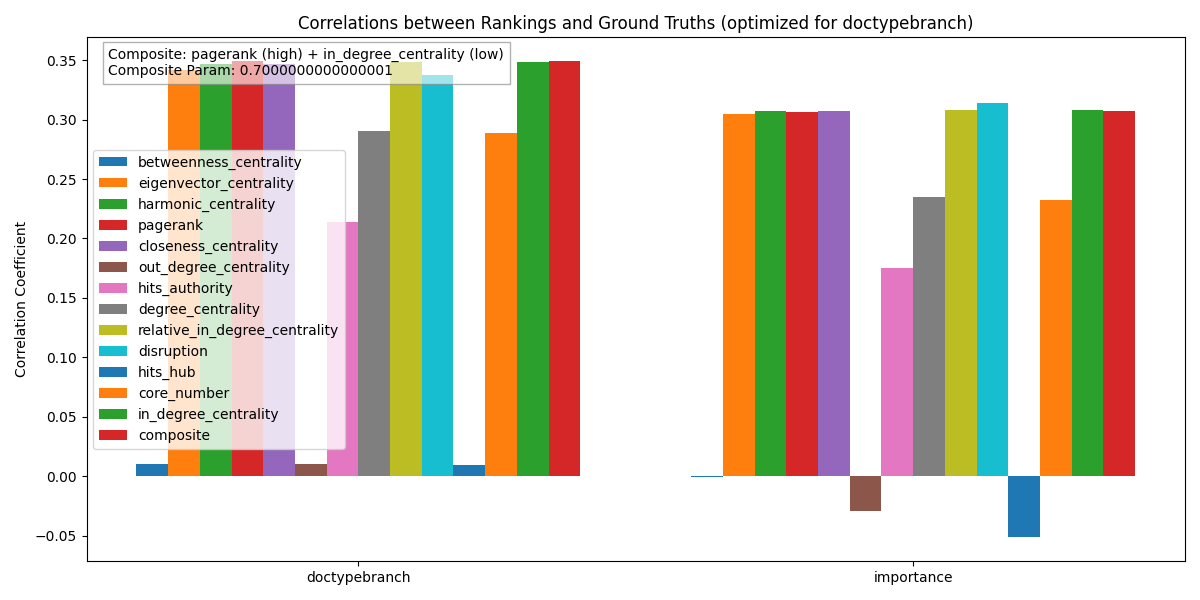 Correlations between Rankings and Ground Truths (optimized for doctypebranch)
Composite: pagerank (high) + in_degree_centrality (low)
Composite Param: 0.7000000000000001
Correlation Coefficient
0.35
0.30
0.25
0.20
0.15
0.10
0.05
0.00
−0.05
betweenness_centrality
eigenvector_centrality
harmonic_centrality
pagerank
closeness_centrality
out_degree_centrality
hits_authority
degree_centrality
relative_in_degree_centrality
disruption
hits_hub
core_number
in_degree_centrality
composite
doctypebranch
importance